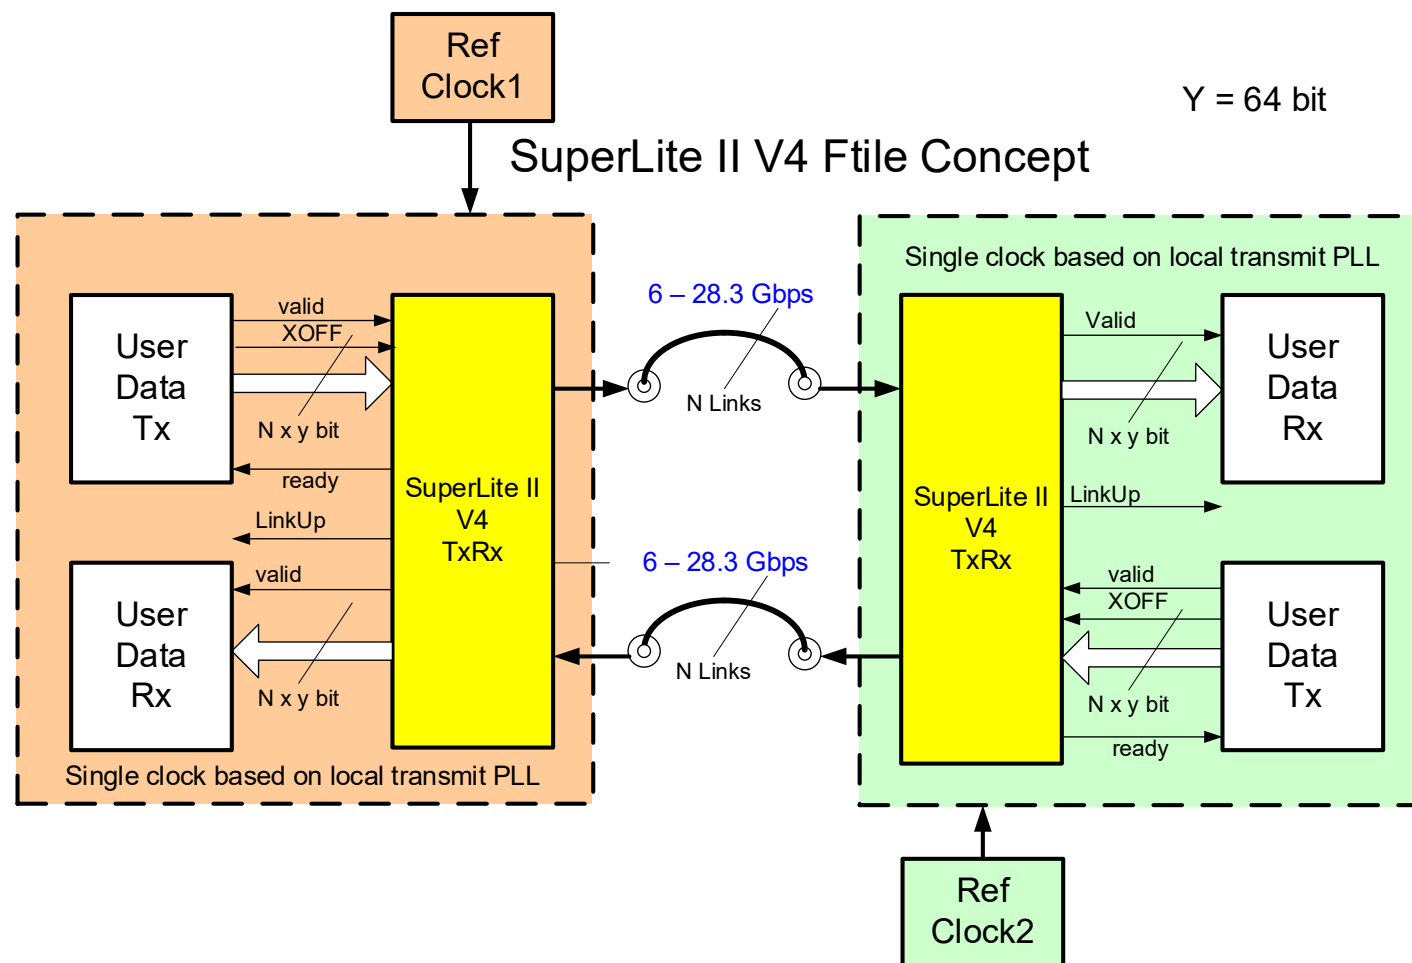 Ref
Clock1
Y = 64 bit
SuperLite II V4 Ftile Concept
Single clock based on local transmit PLL
User
Data
Tx
valid
XOFF
N x y bit
ready
LinkUp
valid
N x y bit
User
Data
Rx
SuperLite II
V4
TxRx
Single clock based on local transmit PLL
6 – 28.3 Gbps
N Links
6 – 28.3 Gbps
N Links
SuperLite II
V4
TxRx
Valid
N x y bit
LinkUp
valid
XOFF
N x y bit
ready
User
Data
Rx
User
Data
Tx
Ref
Clock2